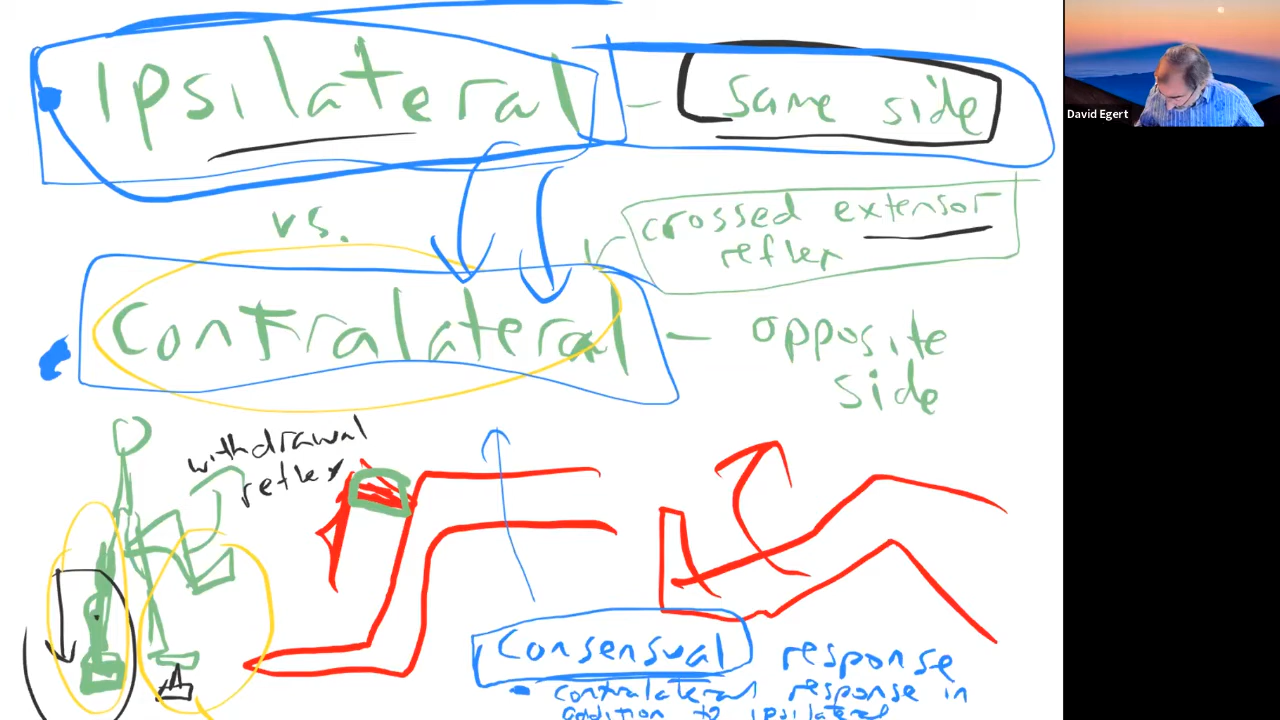 Ipsilateral - same side
David Egert
vs.
crossed extensor
reflex
Contralateral - opposite
side
withdrawal
reflex
Consensual response
contralateral response in
addition to ipsilateral